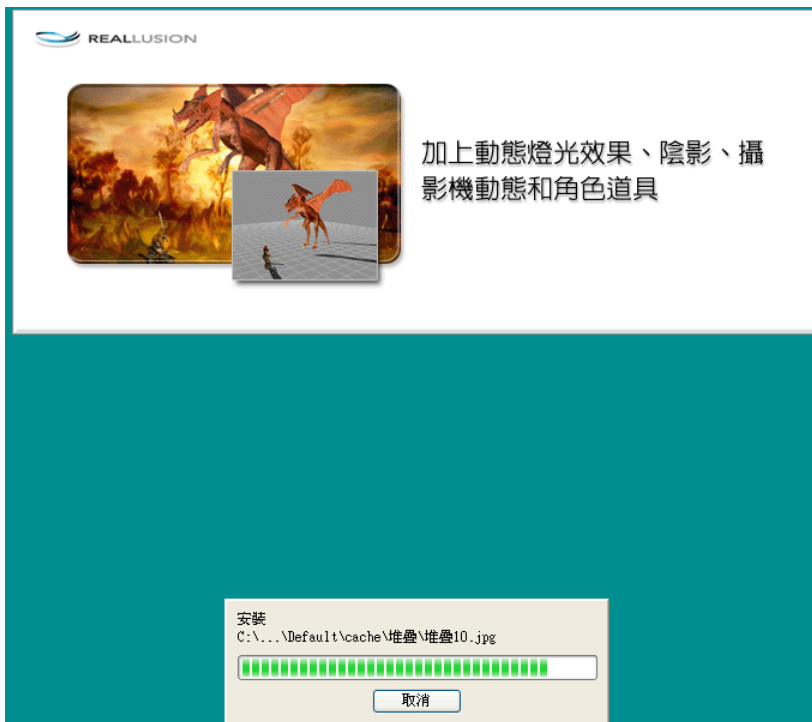 REALLUSION
加上動態燈光效果、陰影、攝
影機動態和角色道具
安裝
C:\...\Default\cache\堆疊\堆疊10.jpg
取消